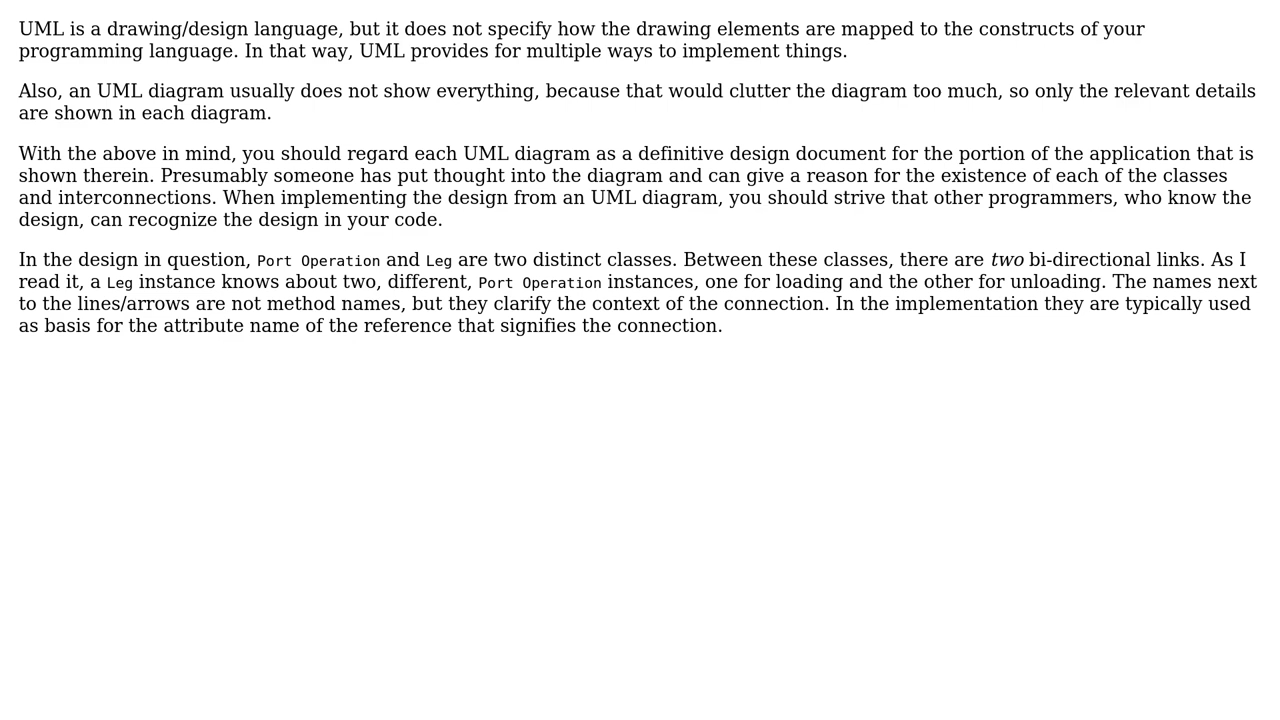 UML is a drawing/design language, but it does not specify how the drawing elements are mapped to the constructs of your
programming language. In that way, UML provides for multiple ways to implement things.
Also, an UML diagram usually does not show everything, because that would clutter the diagram too much, so only the relevant details
are shown in each diagram.
With the above in mind, you should regard each UML diagram as a definitive design document for the portion of the application that is
shown therein. Presumably someone has put thought into the diagram and can give a reason for the existence of each of the classes
and interconnections. When implementing the design from an UML diagram, you should strive that other programmers, who know the
design, can recognize the design in your code.
In the design in question, Port Operation and Leg are two distinct classes. Between these classes, there are two bi-directional links. As I
read it, a Leg instance knows about two, different, Port Operation instances, one for loading and the other for unloading. The names next
to the lines/arrows are not method names, but they clarify the context of the connection. In the implementation they are typically used
as basis for the attribute name of the reference that signifies the connection.